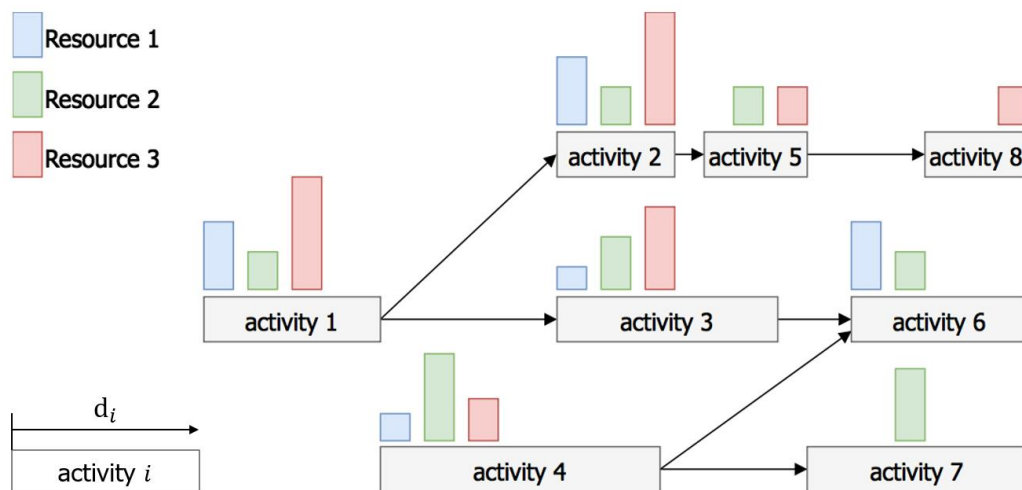 Resource 1
Resource 2
Resource 3
activity 2
activity 5
activity 8
activity 1
activity 3
activity 6
dᵢ
activity i
activity 4
activity 7